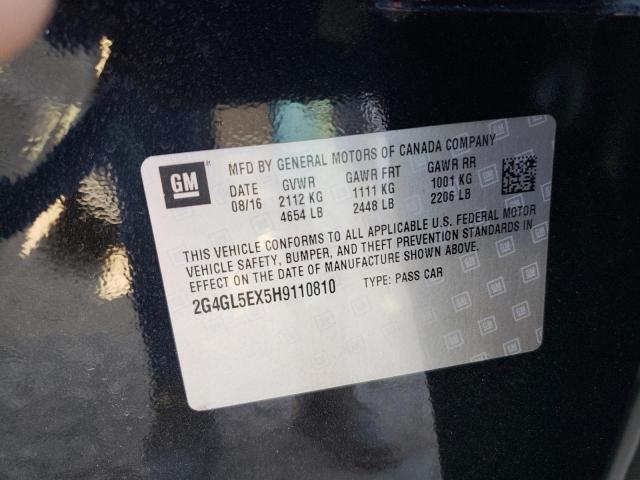 GM
MFD BY GENERAL MOTORS OF CANADA COMPANY
DATE GVWR GAWR FRT GAWR RR
08/16 2112 KG 1111 KG 1001 KG
4654 LB 2448 LB 2206 LB
THIS VEHICLE CONFORMS TO ALL APPLICABLE U.S. FEDERAL MOTOR
VEHICLE SAFETY, BUMPER, AND THEFT PREVENTION STANDARDS IN
EFFECT ON THE DATE OF MANUFACTURE SHOWN ABOVE.
2G4GL5EX5H9110810 TYPE: PASS CAR